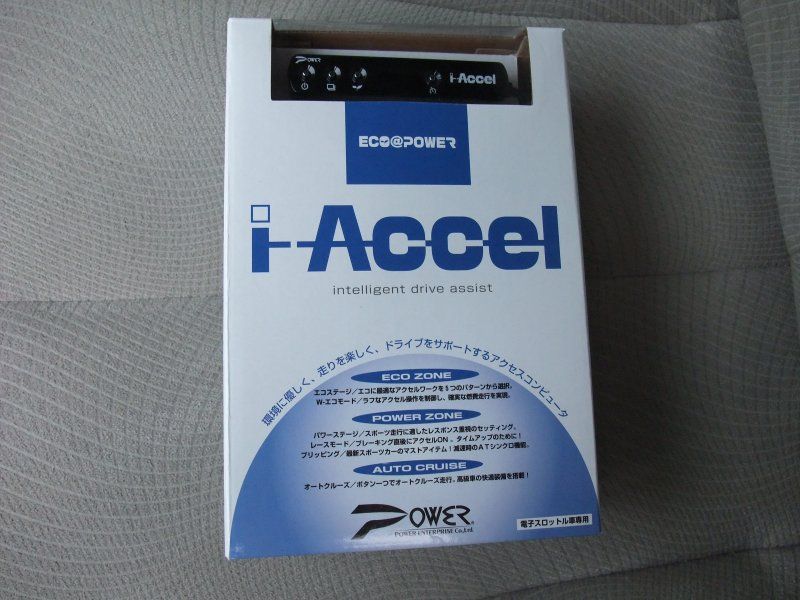 POWER
i-Accel
ECO@POWER
i-Accel
intelligent drive assist
環境に優しく、走りを楽しく、ドライブをサポートするアクセスコンピュータ
ECO ZONE
エコステージ/エコに最適なアクセルワークを5つのパターンから選択。
W-エコモード/ラフなアクセル操作を制御し、確実な燃費走行を実現。
POWER ZONE
パワーステージ/スポーツ走行に適したレスポンス重視のセッティング。
レースモード/ブレーキング直後にアクセルON。タイムアップのために!
ブリッピング/最新スポーツカーのマストアイテム!減速時のATシンクロ機能。
AUTO CRUISE
オートクルーズ/ボタン一つでオートクルーズ走行。高級車の快適装備を搭載!
POWER®
POWER ENTERPRISE Co.,Ltd.
電子スロットル車専用